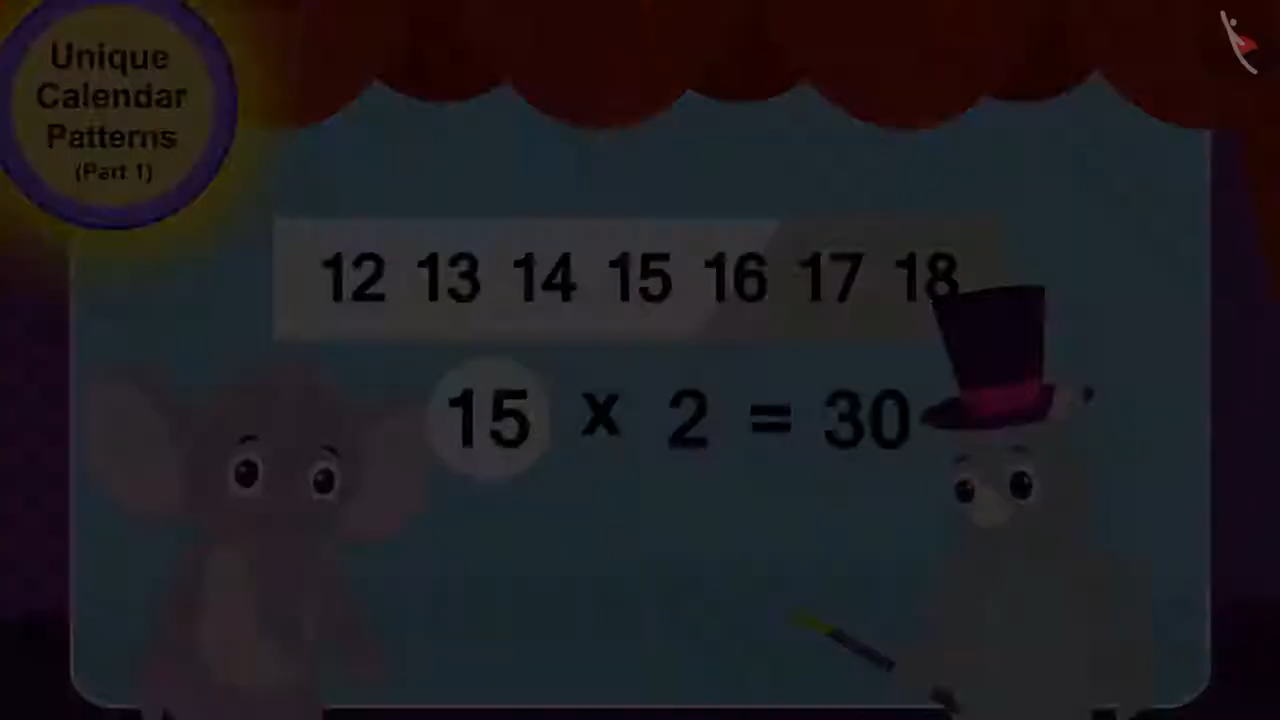 Unique
Calendar
Patterns
(Part 1)
12 13 14 15 16 17 18
15 x 2 = 30